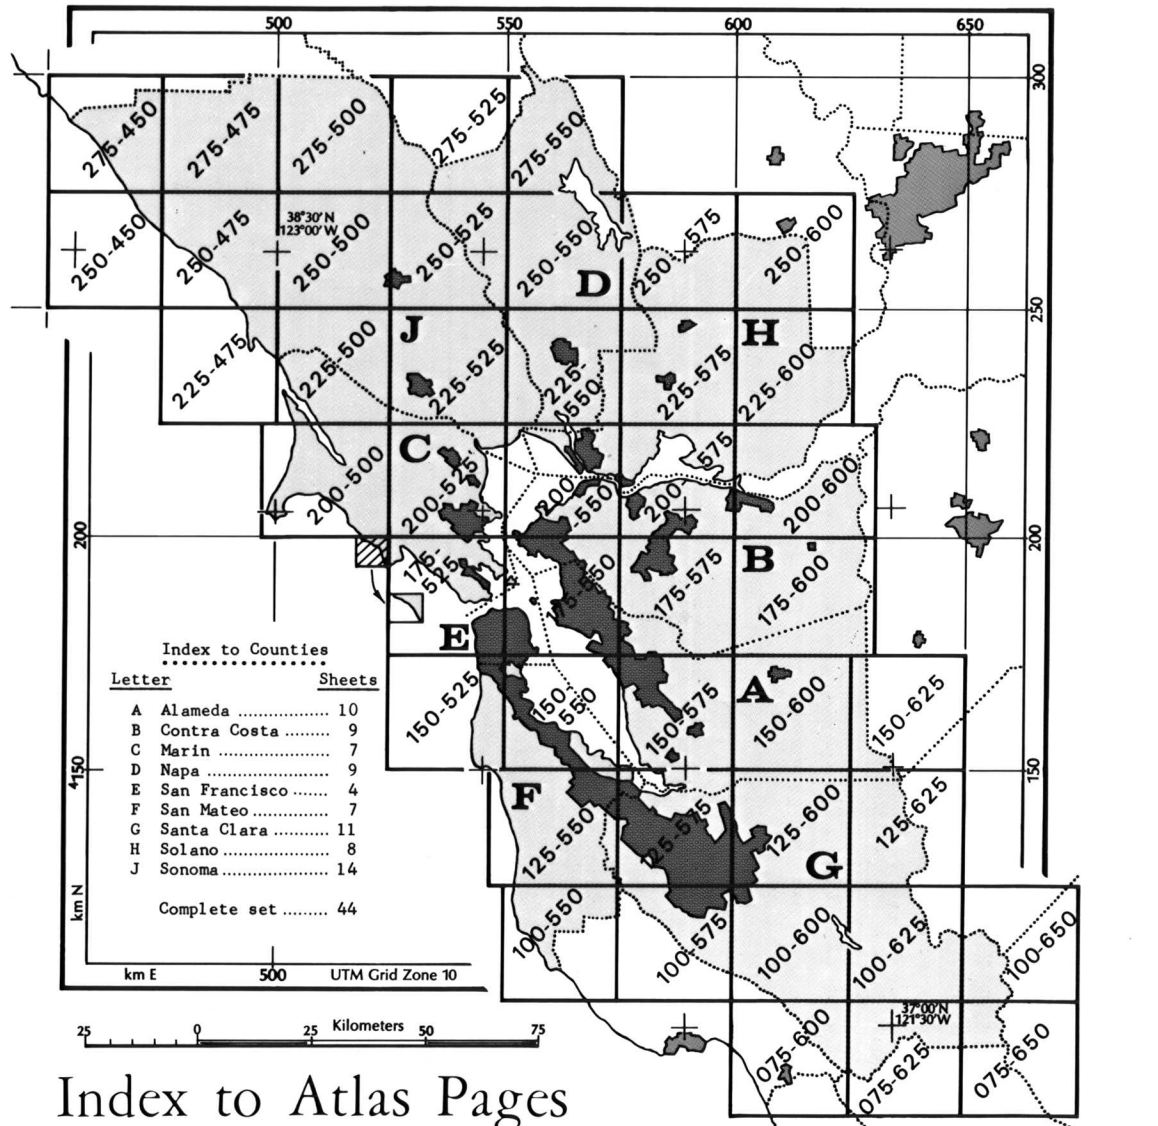 500 550 600 650
300
275-450 275-475 275-500 275-525 275-550
38°30'N
123°00'W
250-450 250-475 250-500 250-525 250-550 250-575 250-600
D
250
J H
225-475 225-500 225-525 225-550 225-575 225-600
C
200-500 200-525 200-550 200-575 200-600
200 200
B
175-525 175-550 175-575 175-600
E
A
150-525 150-550 150-575 150-600 150-625
4150 150
F
125-550 125-575 125-600 125-625
G
100-550 100-575 100-600 100-625 100-650
37°00'N
121°30'W
075-600 075-625 075-650
Index to Counties
Letter Sheets
A Alameda ................. 10
B Contra Costa ........ 9
C Marin .................... 7
D Napa ...................... 9
E San Francisco ...... 4
F San Mateo ............. 7
G Santa Clara .......... 11
H Solano ................... 8
J Sonoma .................. 14
Complete set ........ 44
km N
km E 500 UTM Grid Zone 10
25 0 25 Kilometers 50 75
Index to Atlas Pages